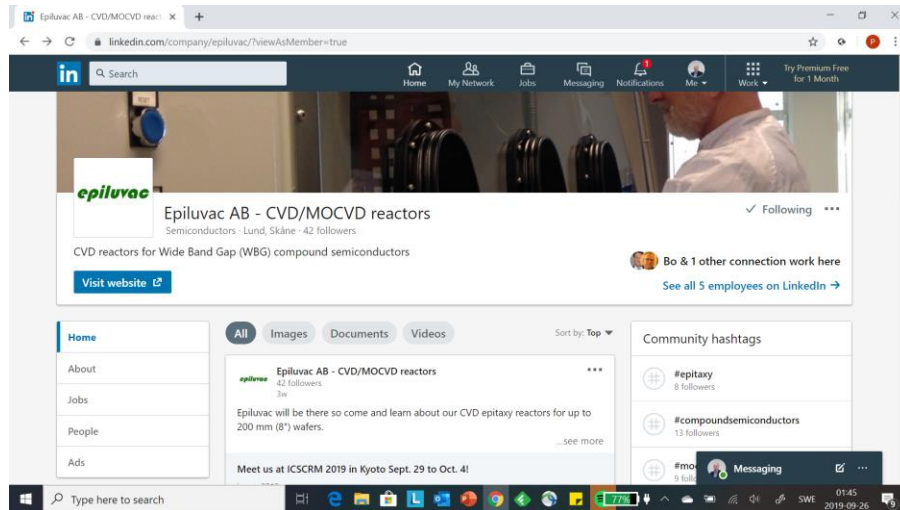 Epiluvac AB - CVD/MOCVD react
linkedin.com/company/epiluvac/?viewAsMember=true
P
in
Search
Home
My Network
Jobs
Messaging
1
Notifications
Me
Work
Try Premium Free
for 1 Month
epiluvac
Epiluvac AB - CVD/MOCVD reactors
Semiconductors · Lund, Skåne · 42 followers
Following
CVD reactors for Wide Band Gap (WBG) compound semiconductors
Bo & 1 other connection work here
Visit website
See all 5 employees on LinkedIn →
Home
About
Jobs
People
Ads
All Images Documents Videos
Sort by: Top
epiluvac
Epiluvac AB - CVD/MOCVD reactors
42 followers
3w
Epiluvac will be there so come and learn about our CVD epitaxy reactors for up to
200 mm (8") wafers.
...see more
Meet us at ICSCRM 2019 in Kyoto Sept. 29 to Oct. 4!
Community hashtags
#epitaxy
8 followers
#compoundsemiconductors
13 followers
#mo
9 follo
Messaging
Type here to search
L
77%
SWE
01:45
2019-09-26
9